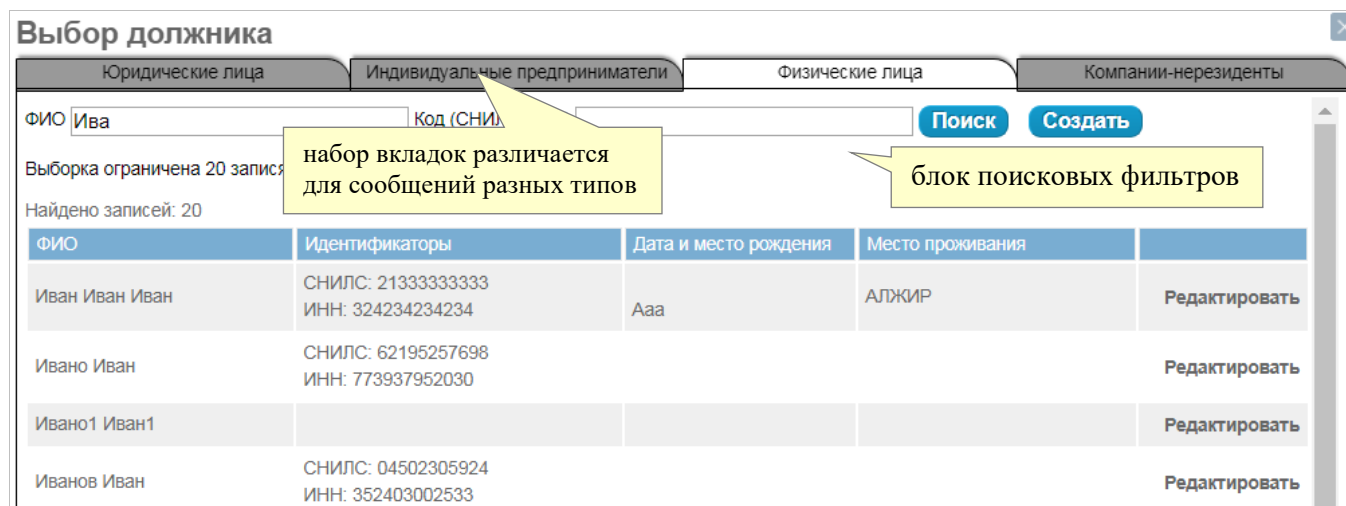 Выбор должника
Юридические лица Индивидуальные предприниматели Физические лица Компании-нерезиденты
ФИО Ива Код (СНИЛ Поиск Создать
набор вкладок различается
для сообщений разных типов
блок поисковых фильтров
Выборка ограничена 20 запися
Найдено записей: 20
ФИО Идентификаторы Дата и место рождения Место проживания
Иван Иван Иван СНИЛС: 21333333333
ИНН: 324234234234 Ааа АЛЖИР Редактировать
Ивано Иван СНИЛС: 62195257698
ИНН: 773937952030 Редактировать
Ивано1 Иван1 Редактировать
Иванов Иван СНИЛС: 04502305924
ИНН: 352403002533 Редактировать